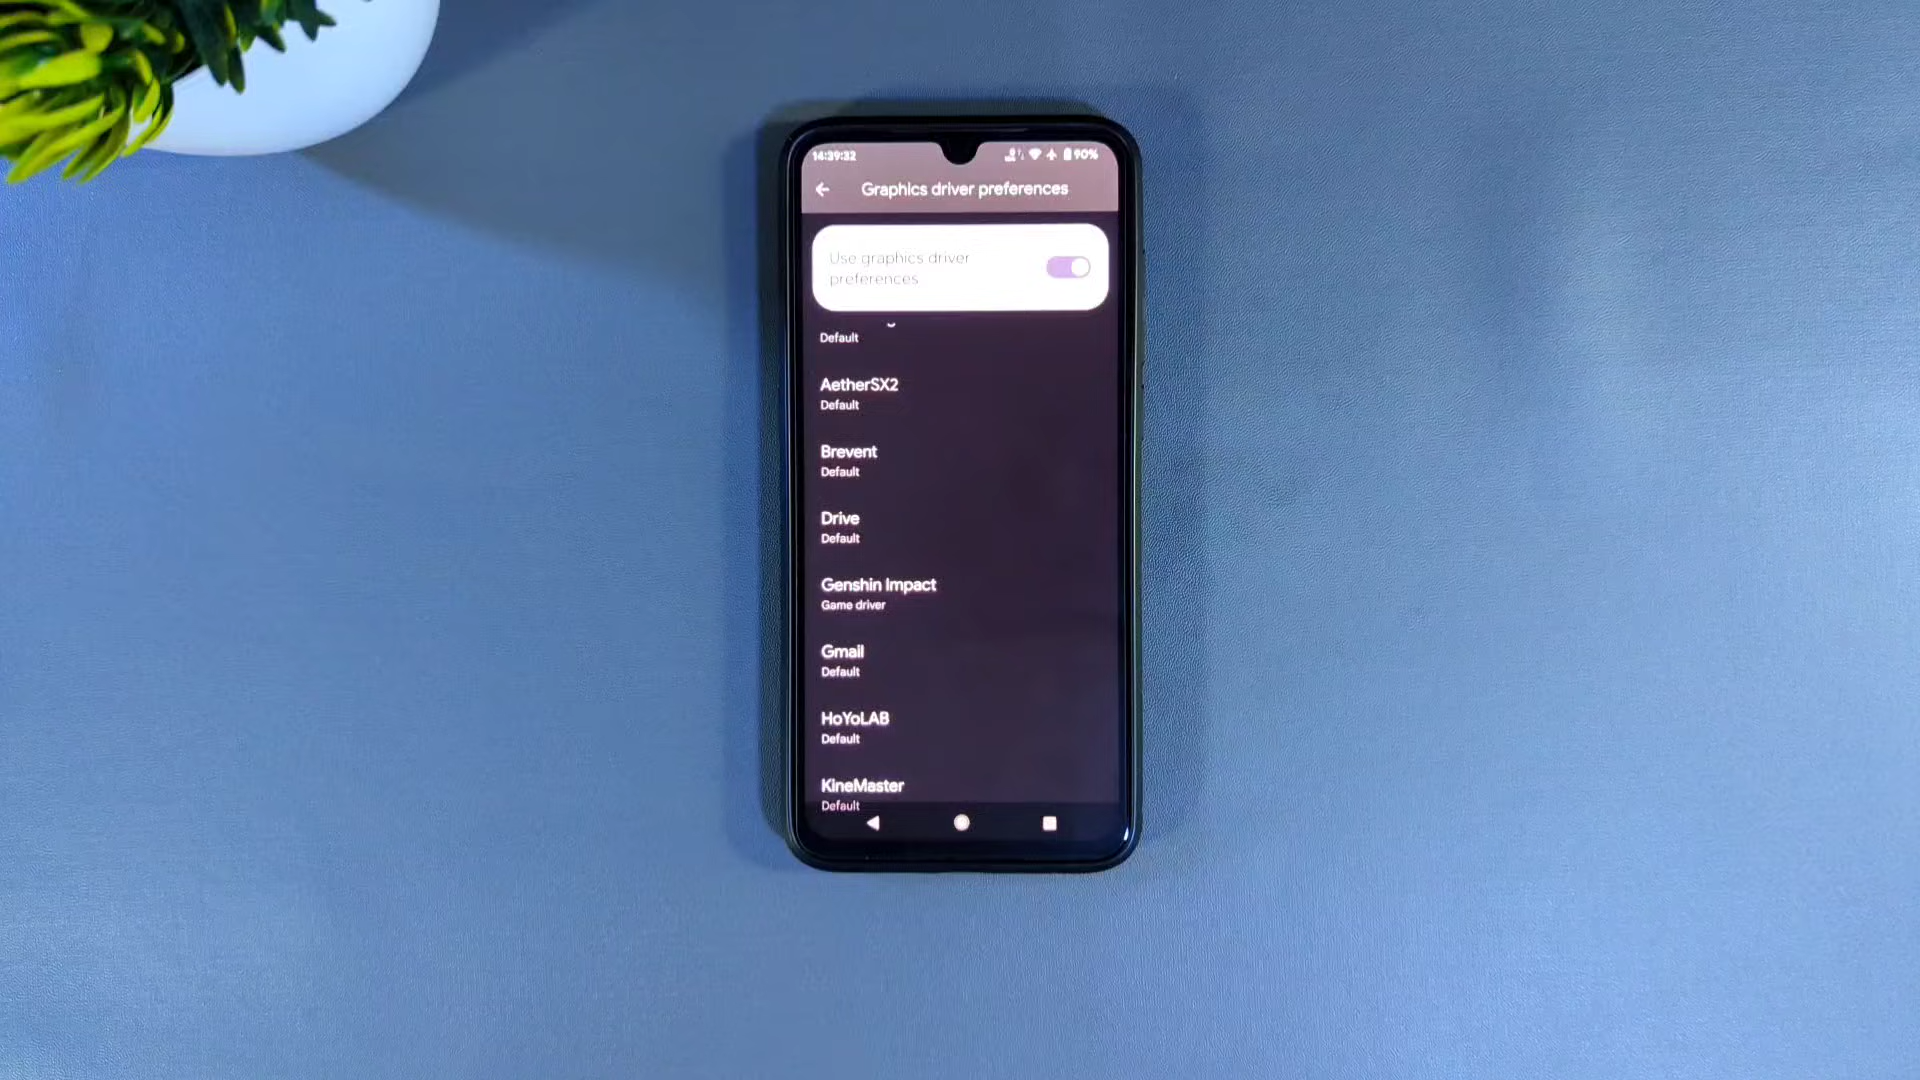 14:39:32
90%
Graphics driver preferences
Use graphics driver
preferences
Default
AetherSX2
Default
Brevent
Default
Drive
Default
Genshin Impact
Game driver
Gmail
Default
HoYoLAB
Default
KineMaster
Default